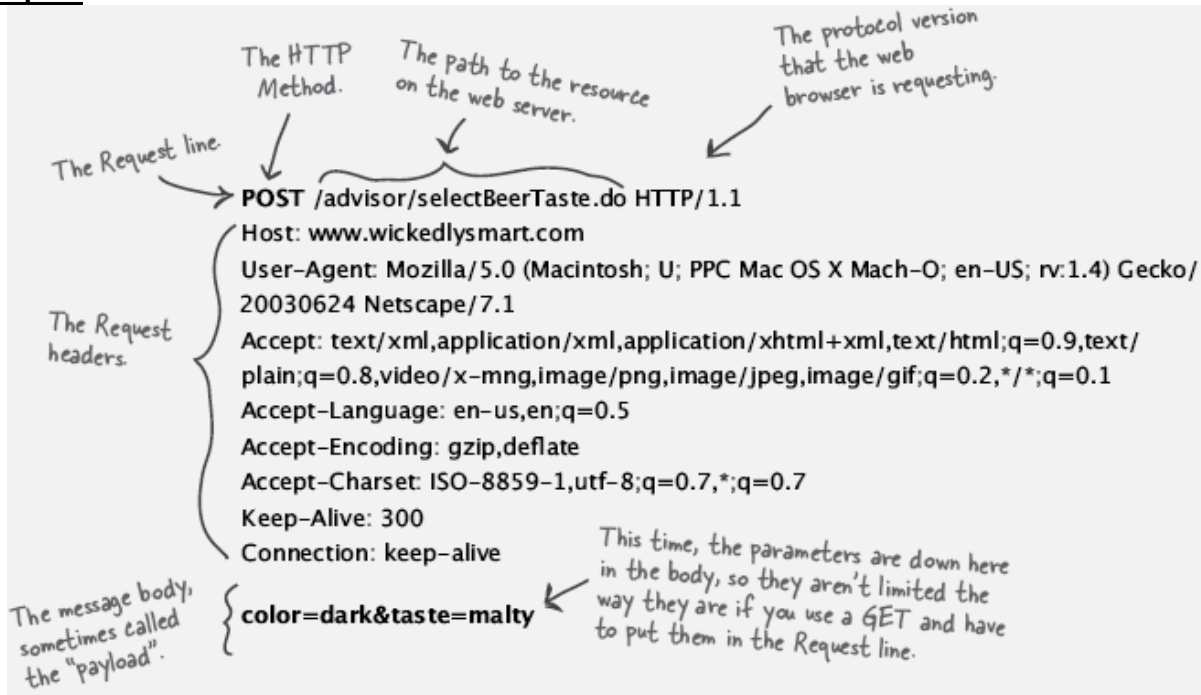 The HTTP
Method.
The path to the resource
on the web server.
The protocol version
that the web
browser is requesting.
The Request line.
POST /advisor/selectBeerTaste.do HTTP/1.1
Host: www.wickedlysmart.com
User-Agent: Mozilla/5.0 (Macintosh; U; PPC Mac OS X Mach-O; en-US; rv:1.4) Gecko/
20030624 Netscape/7.1
Accept: text/xml,application/xml,application/xhtml+xml,text/html;q=0.9,text/
plain;q=0.8,video/x-mng,image/png,image/jpeg,image/gif;q=0.2,*/*;q=0.1
Accept-Language: en-us,en;q=0.5
Accept-Encoding: gzip,deflate
Accept-Charset: ISO-8859-1,utf-8;q=0.7,*;q=0.7
Keep-Alive: 300
Connection: keep-alive
The Request
headers.
The message body,
sometimes called
the "payload".
color=dark&taste=malty
This time, the parameters are down here
in the body, so they aren't limited the
way they are if you use a GET and have
to put them in the Request line.